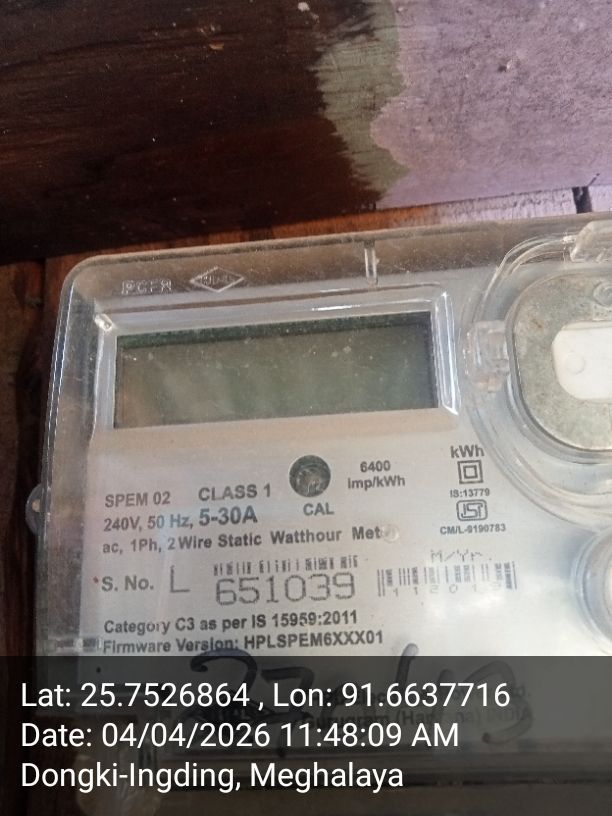 SPEM 02 CLASS 1
CAL
6400
imp/kWh
kWh
IS:13779
ISI
CM/L-9190783
240V, 50 Hz, 5-30A
ac, 1Ph, 2 Wire Static Watthour Met
M/Yr.
*S. No. L 651039
Category C3 as per IS 15959:2011
Firmware Version: HPLSPEM6XXX01
Lat: 25.7526864 , Lon: 91.6637716
Date: 04/04/2026 11:48:09 AM
Dongki-Ingding, Meghalaya